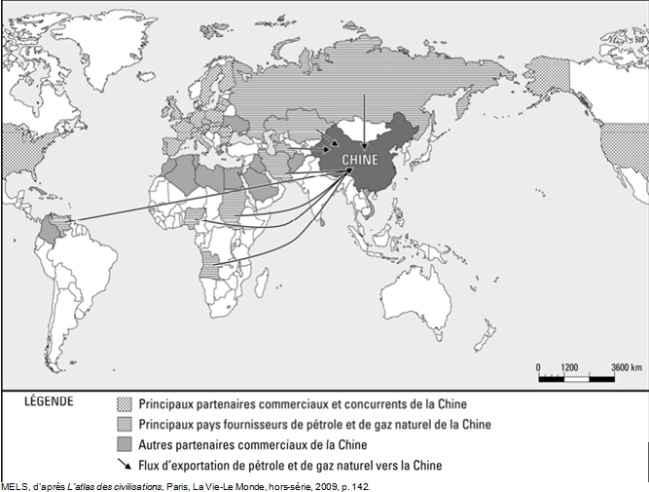 CHINE
0 1200 3600 km
LÉGENDE
Principaux partenaires commerciaux et concurrents de la Chine
Principaux pays fournisseurs de pétrole et de gaz naturel de la Chine
Autres partenaires commerciaux de la Chine
Flux d'exportation de pétrole et de gaz naturel vers la Chine
MELS, d'après L'atlas des civilisations, Paris, La Vie-Le Monde, hors-série, 2009, p. 142.